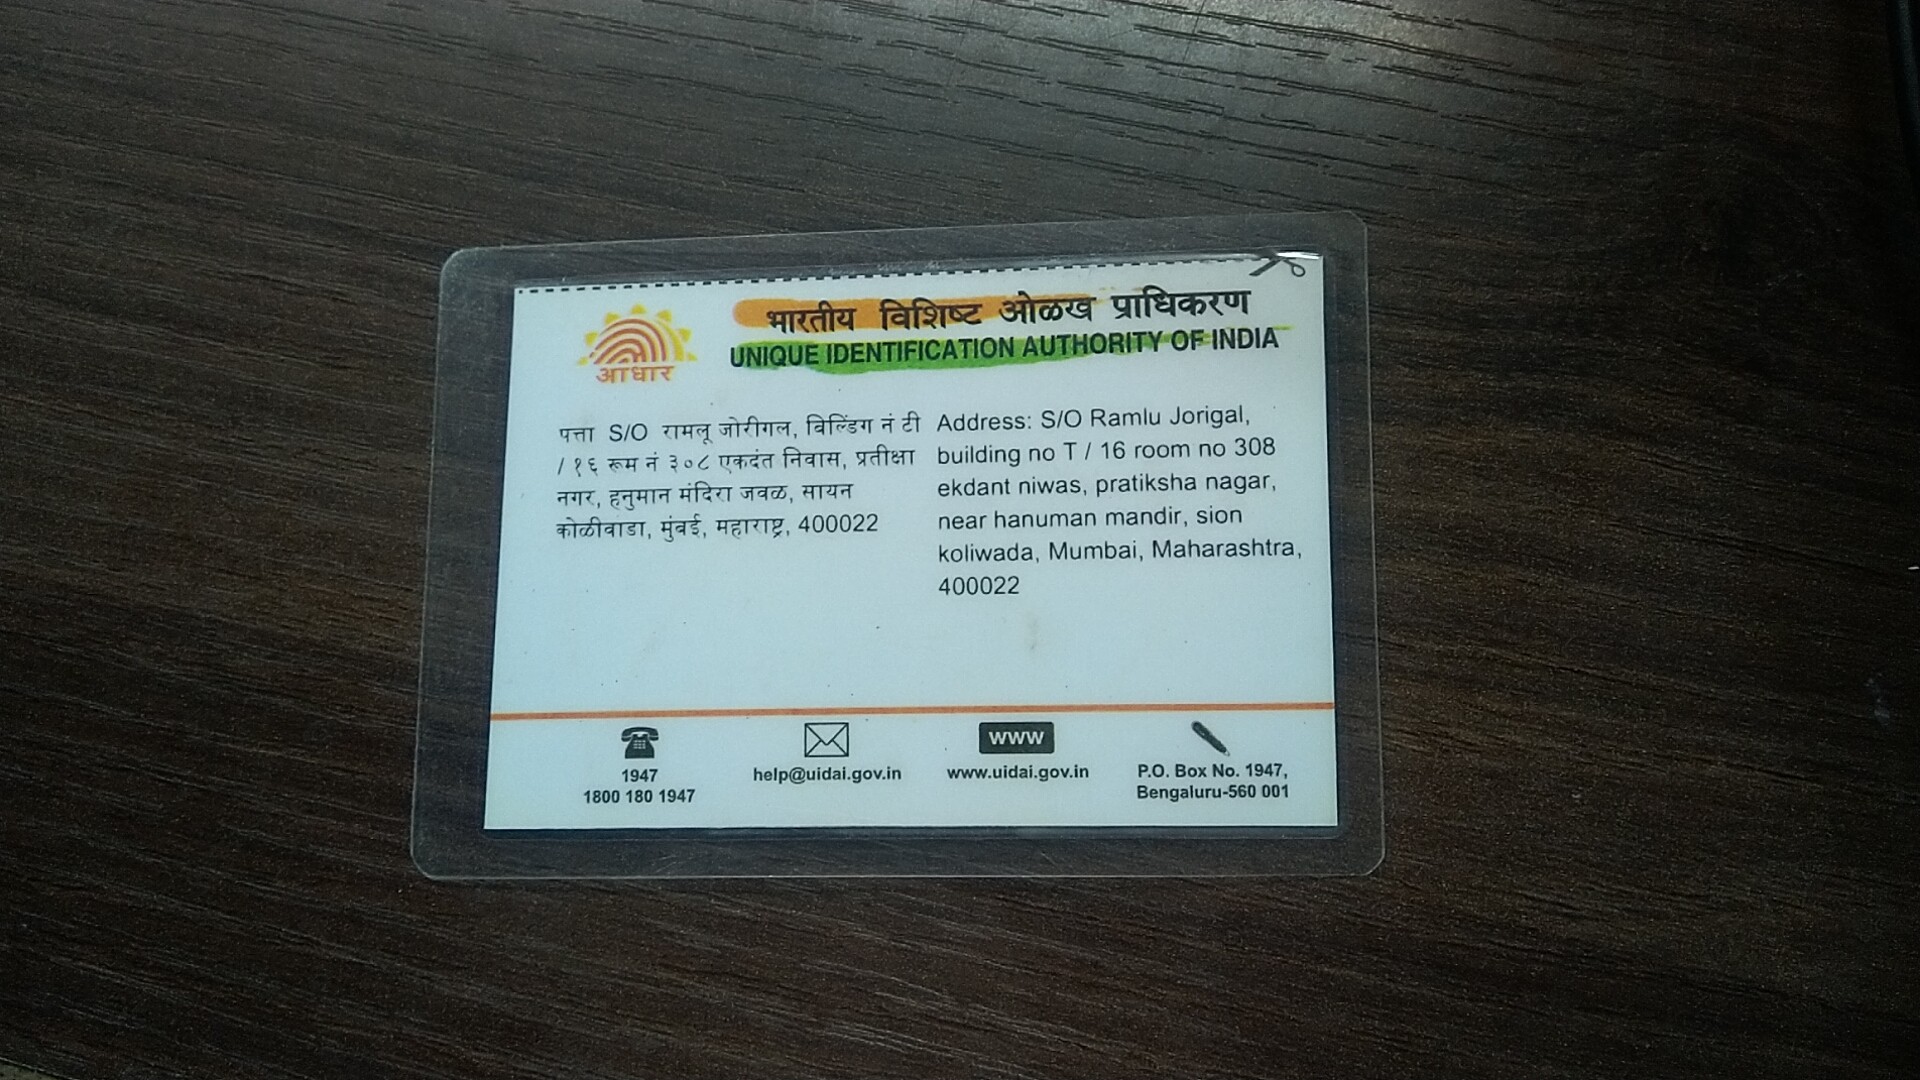 भारतीय विशिष्ट ओळख प्राधिकरण
UNIQUE IDENTIFICATION AUTHORITY OF INDIA
आधार
पत्ता S/O रामलू जोरीगल, विल्डिंग नं टी
/ १६ रूम नं ३०८ एकदंत निवास, प्रतीक्षा
नगर, हनुमान मंदिरा जवळ, सायन
कोळीवाडा, मुंबई, महाराष्ट्र, 400022
Address: S/O Ramlu Jorigal,
building no T / 16 room no 308
ekdant niwas, pratiksha nagar,
near hanuman mandir, sion
koliwada, Mumbai, Maharashtra,
400022
1947
1800 180 1947
help@uidai.gov.in
www
www.uidai.gov.in
P.O. Box No. 1947,
Bengaluru-560 001